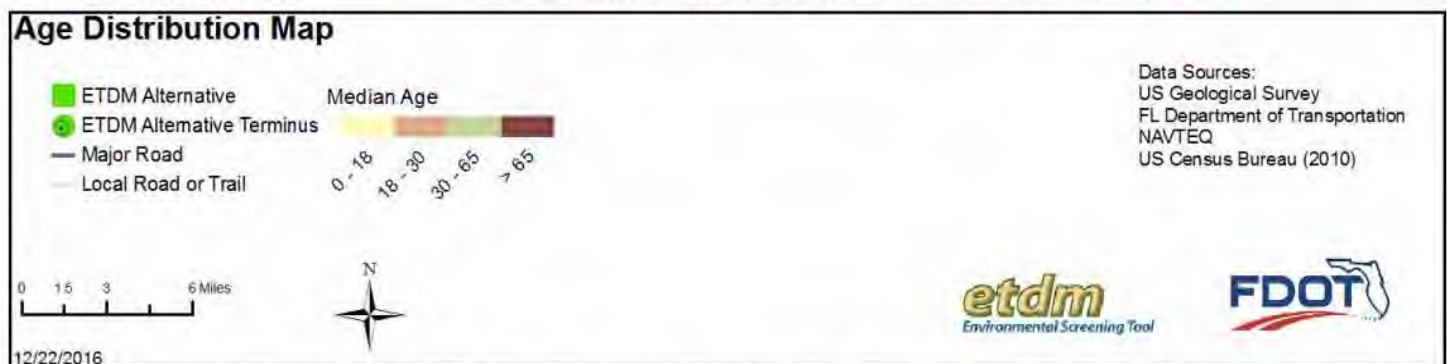 Age Distribution Map
ETDM Alternative
ETDM Alternative Terminus
Major Road
Local Road or Trail
Median Age
0 - 18
18 - 30
30 - 65
> 65
Data Sources:
US Geological Survey
FL Department of Transportation
NAVTEQ
US Census Bureau (2010)
0 1.5 3 6 Miles
N
etdm
Environmental Screening Tool
FDOT
12/22/2016